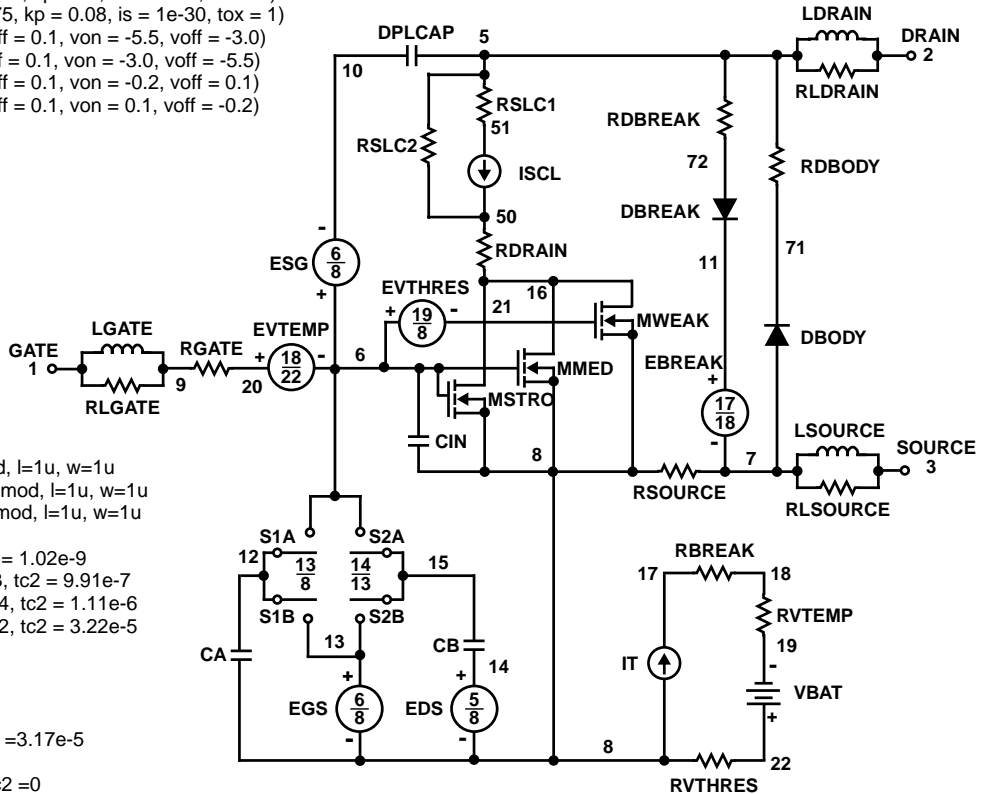 75, kp = 0.08, is = 1e-30, tox = 1)
ff = 0.1, von = -5.5, voff = -3.0)
ff = 0.1, von = -3.0, voff = -5.5)
ff = 0.1, von = -0.2, voff = 0.1)
ff = 0.1, von = 0.1, voff = -0.2)
LDRAIN
DPLCAP
5
DRAIN
2
10
RLDRAIN
RSLC1
51
RDBREAK
RSLC2
72
RDBODY
ISCL
DBREAK
50
-
RDRAIN
71
ESG
6
8
11
+
EVTHRES
16
+
19
8
-
21
MWEAK
LGATE
EVTEMP
GATE
1
RGATE
+
18
22
-
6
EBREAK
DBODY
MMED
+
9
20
MSTRO
RLGATE
17
18
LSOURCE
CIN
-
SOURCE
8
7
3
d, l=1u, w=1u
mod, l=1u, w=1u
mod, l=1u, w=1u
RSOURCE
RLSOURCE
S1A
S2A
= 1.02e-9
12
13
8
14
13
15
RBREAK
17
18
, tc2 = 9.91e-7
4, tc2 = 1.11e-6
2, tc2 = 3.22e-5
S1B
S2B
RVTEMP
13
CB
19
CA
14
IT
-
+
+
VBAT
EGS
6
8
EDS
5
8
+
=3.17e-5
-
-
8
22
c2 =0
RVTHRES